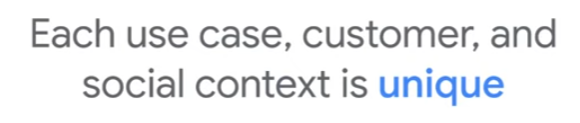 Each use case, customer, and
social context is unique